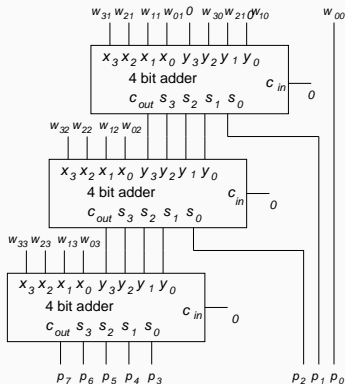 w31 w21 w11 w01 0 w30 w20 w10 w00
x3 x2 x1 x0 y3 y2 y1 y0
4 bit adder
cin
0
cout s3 s2 s1 s0
w32 w22 w12 w02
x3 x2 x1 x0 y3 y2 y1 y0
4 bit adder
cin
0
cout s3 s2 s1 s0
w33 w23 w13 w03
x3 x2 x1 x0 y3 y2 y1 y0
4 bit adder
cin
0
cout s3 s2 s1 s0
p7 p6 p5 p4 p3 p2 p1 p0